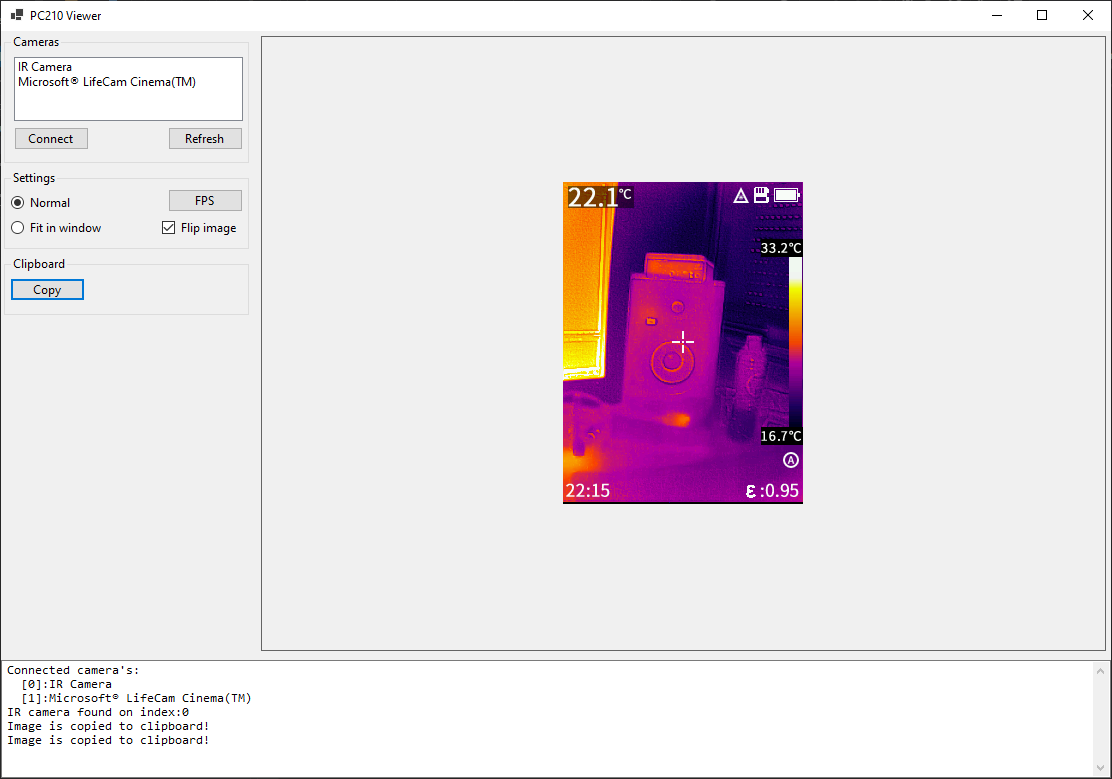 PC210 Viewer
Cameras
IR Camera
Microsoft® LifeCam Cinema(TM)
Connect
Refresh
Settings
Normal
FPS
Fit in window
Flip image
Clipboard
Copy
22.1°C
33.2°C
16.7°C
A
22:15
ε:0.95
Connected camera's:
[0]:IR Camera
[1]:Microsoft® LifeCam Cinema(TM)
IR camera found on index:0
Image is copied to clipboard!
Image is copied to clipboard!